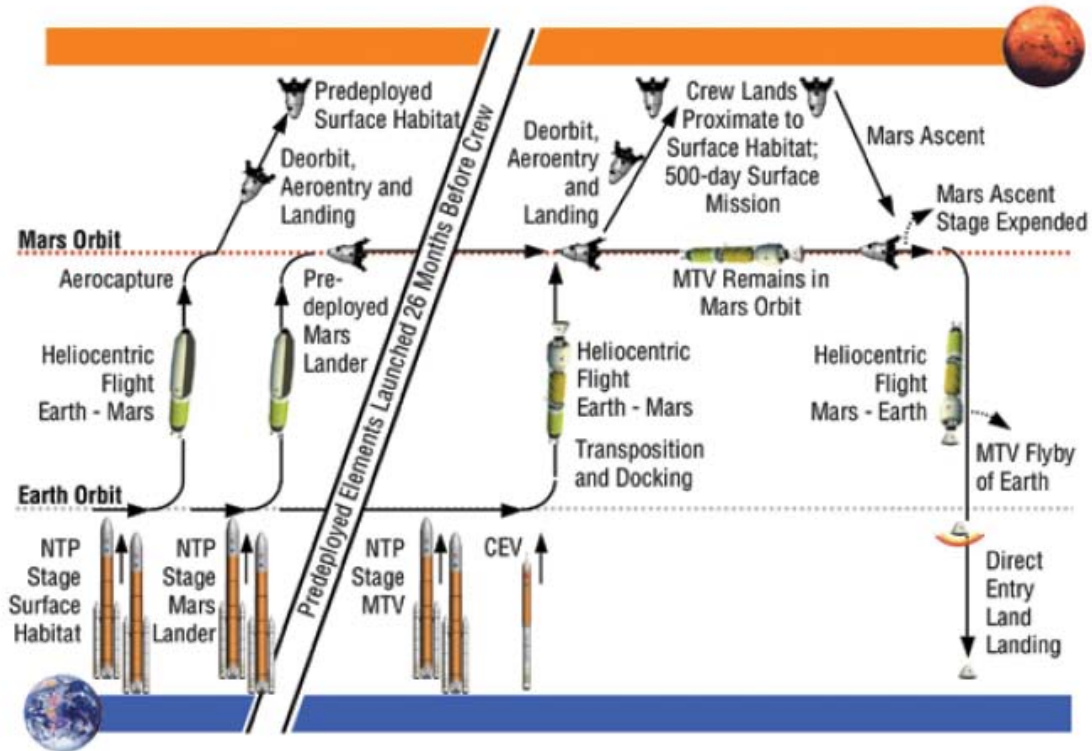 Predeployed
Surface Habitat
Deorbit,
Aeroentry and
Landing
Mars Orbit
Aerocapture
Pre-
deployed
Mars
Lander
Heliocentric
Flight
Earth - Mars
Earth Orbit
NTP
Stage
Surface
Habitat
NTP
Stage
Mars
Lander
Predeployed Elements Launched 26 Months Before Crew
Deorbit,
Aeroentry
and
Landing
Crew Lands
Proximate to
Surface Habitat;
500-day Surface
Mission
Mars Ascent
Mars Ascent
Stage Expended
MTV Remains in
Mars Orbit
Heliocentric
Flight
Earth - Mars
Transposition
and Docking
Heliocentric
Flight
Mars - Earth
MTV Flyby
of Earth
NTP
Stage
MTV
CEV
Direct
Entry
Land
Landing